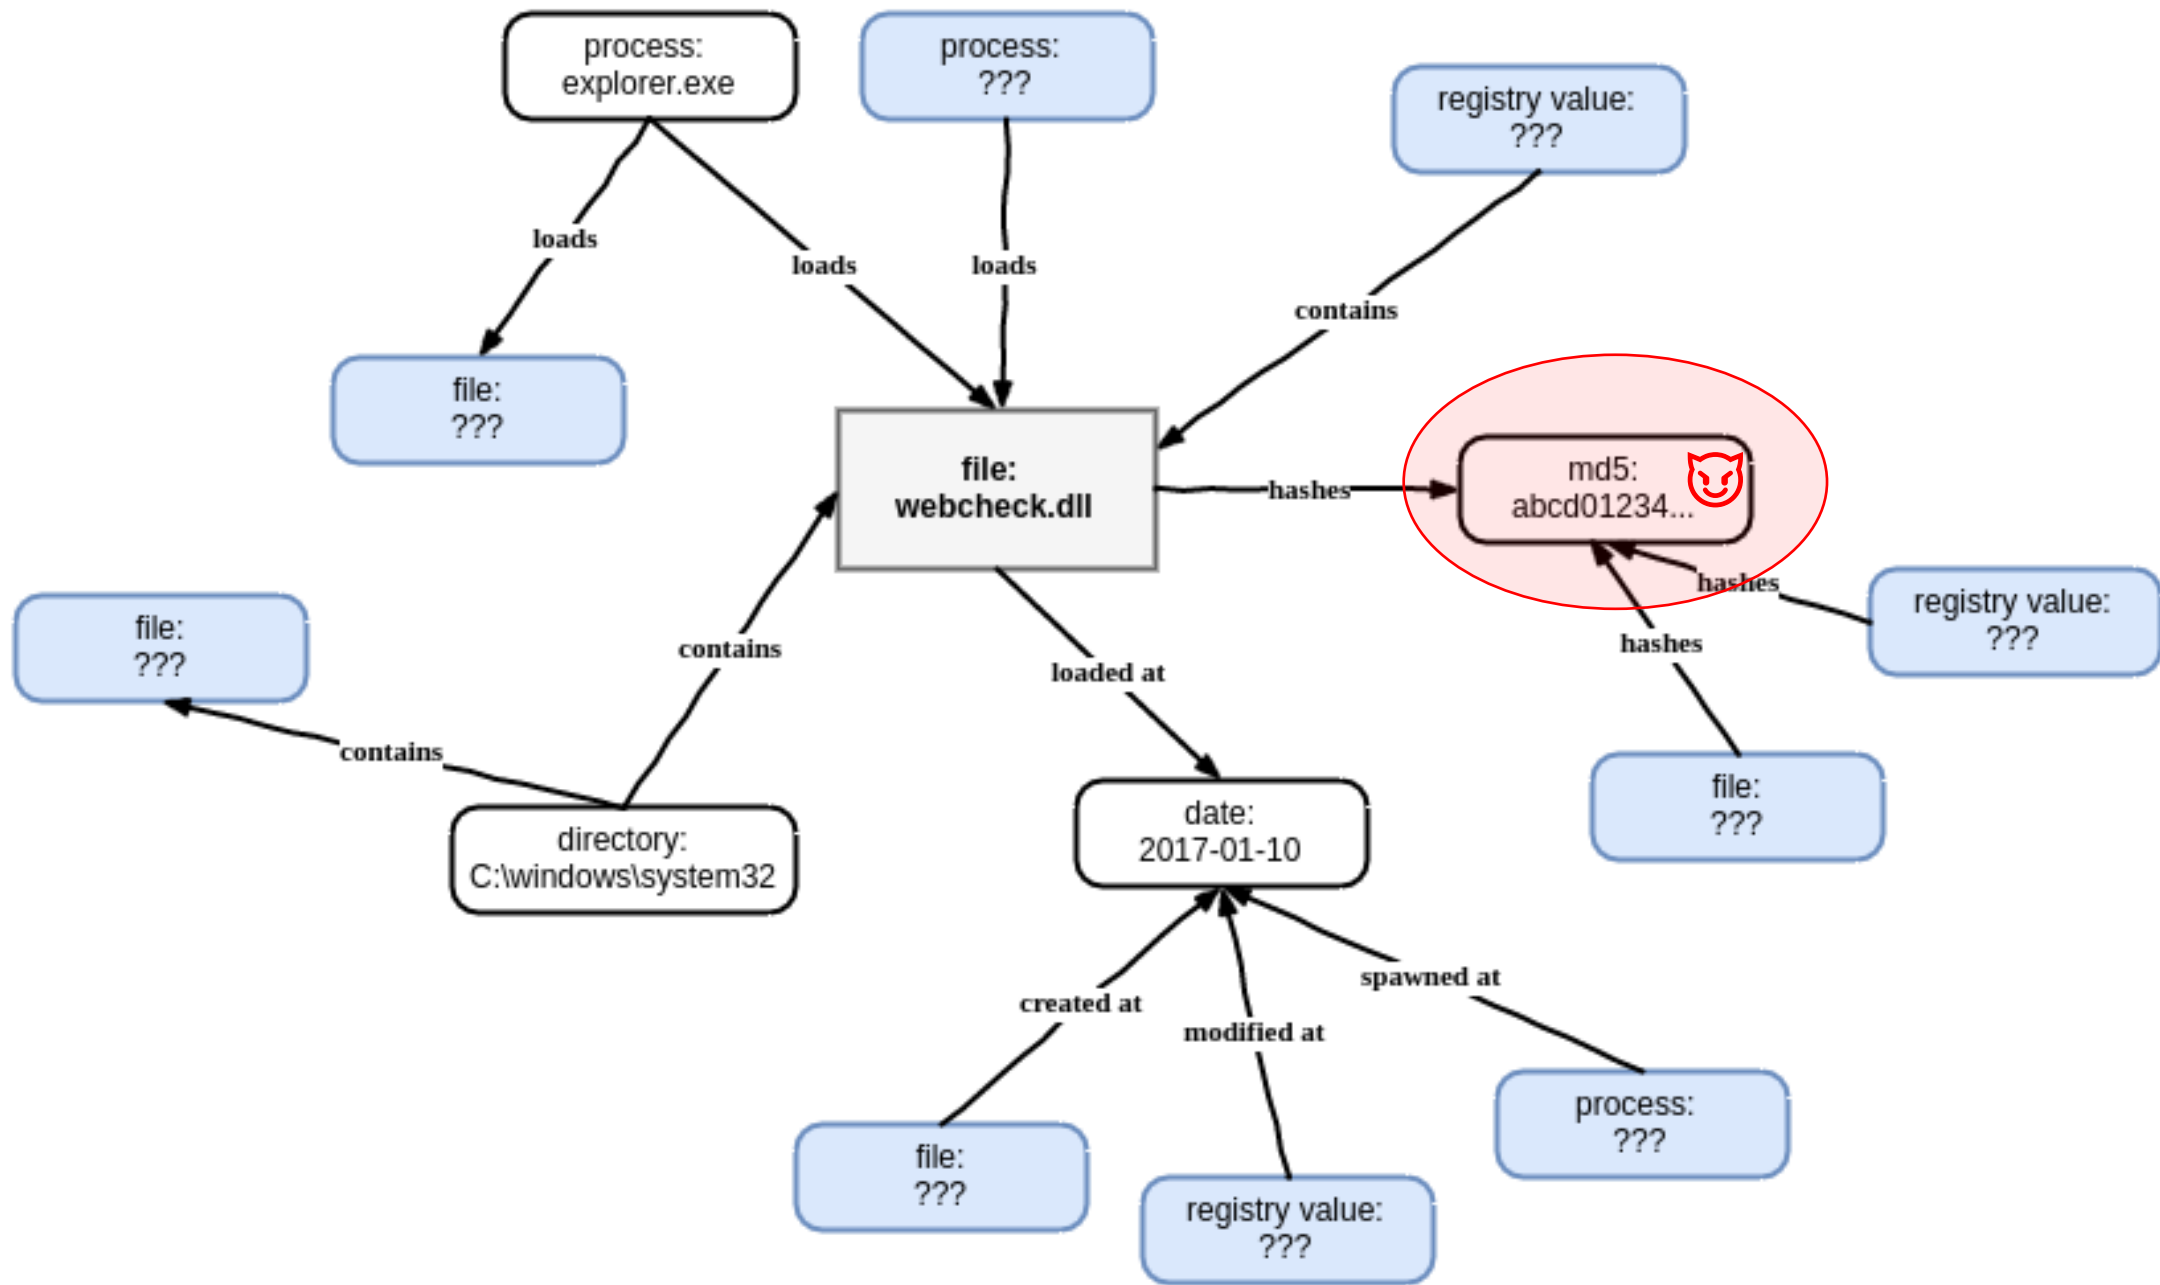 process:
explorer.exe
process:
???
registry value:
???
loads
loads
loads
contains
file:
???
file:
webcheck.dll
hashes
md5:
abcd01234...
hashes
registry value:
???
hashes
file:
???
contains
contains
loaded at
file:
???
directory:
C:\windows\system32
date:
2017-01-10
created at
modified at
spawned at
file:
???
registry value:
???
process:
???